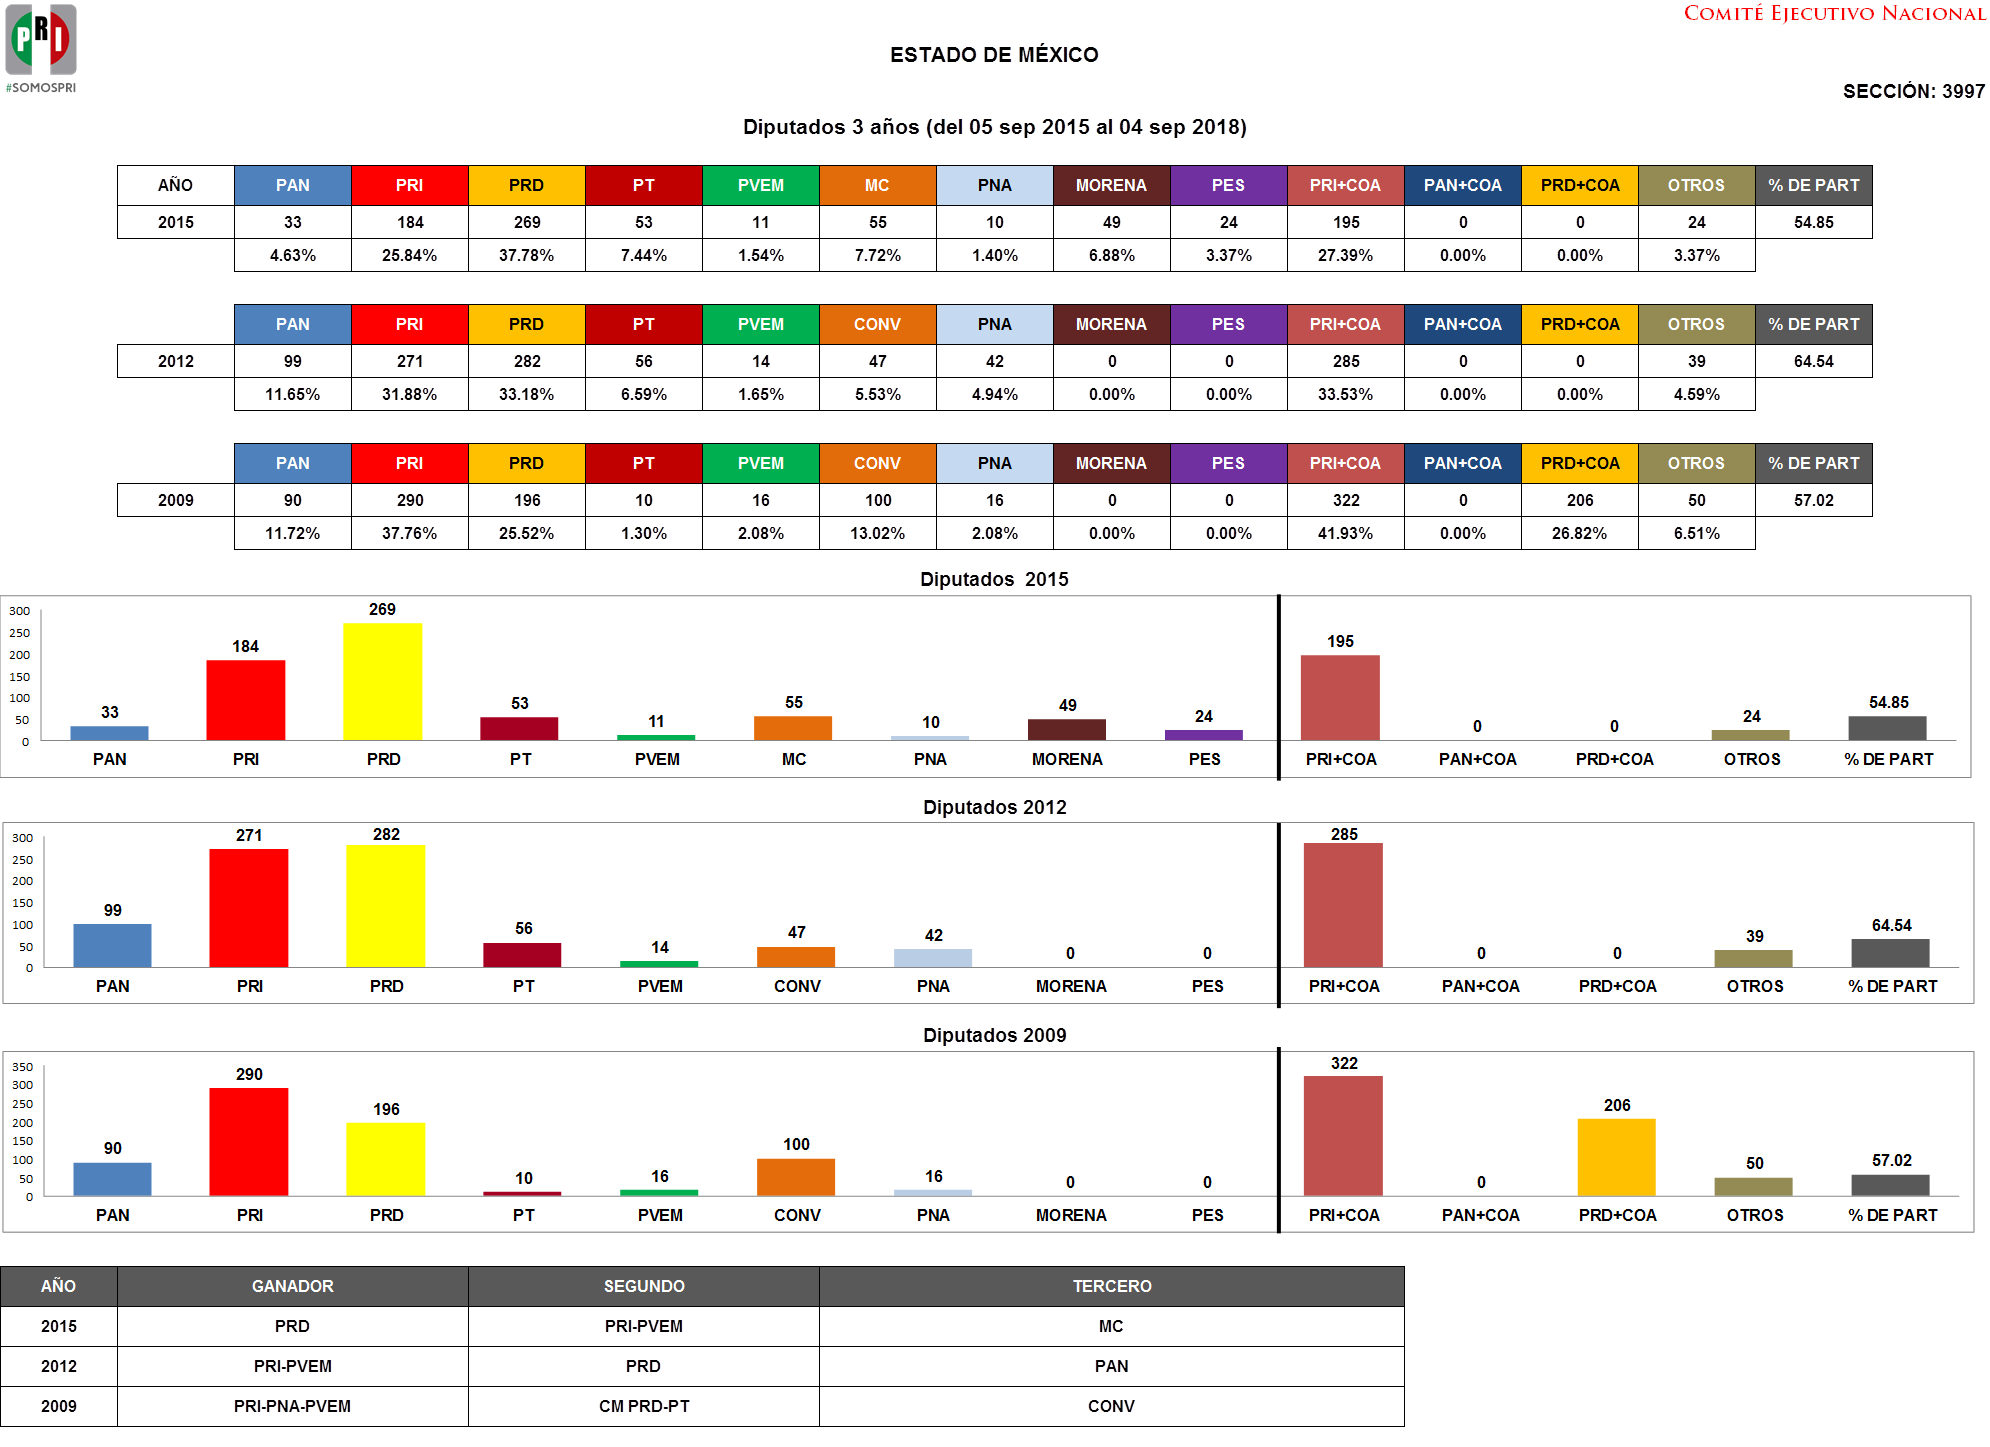 PRI
#SOMOSPRI
COMITÉ EJECUTIVO NACIONAL
ESTADO DE MÉXICO
SECCIÓN: 3997
Diputados 3 años (del 05 sep 2015 al 04 sep 2018)
AÑO PAN PRI PRD PT PVEM MC PNA MORENA PES PRI+COA PAN+COA PRD+COA OTROS % DE PART
2015 33 184 269 53 11 55 10 49 24 195 0 0 24 54.85
4.63% 25.84% 37.78% 7.44% 1.54% 7.72% 1.40% 6.88% 3.37% 27.39% 0.00% 0.00% 3.37%
PAN PRI PRD PT PVEM CONV PNA MORENA PES PRI+COA PAN+COA PRD+COA OTROS % DE PART
2012 99 271 282 56 14 47 42 0 0 285 0 0 39 64.54
11.65% 31.88% 33.18% 6.59% 1.65% 5.53% 4.94% 0.00% 0.00% 33.53% 0.00% 0.00% 4.59%
PAN PRI PRD PT PVEM CONV PNA MORENA PES PRI+COA PAN+COA PRD+COA OTROS % DE PART
2009 90 290 196 10 16 100 16 0 0 322 0 206 50 57.02
11.72% 37.76% 25.52% 1.30% 2.08% 13.02% 2.08% 0.00% 0.00% 41.93% 0.00% 26.82% 6.51%
Diputados 2015
300
250
200
150
100
50
0
33 184 269 53 11 55 10 49 24 195 0 0 24 54.85
PAN PRI PRD PT PVEM MC PNA MORENA PES PRI+COA PAN+COA PRD+COA OTROS % DE PART
Diputados 2012
300
250
200
150
100
50
0
99 271 282 56 14 47 42 0 0 285 0 0 39 64.54
PAN PRI PRD PT PVEM CONV PNA MORENA PES PRI+COA PAN+COA PRD+COA OTROS % DE PART
Diputados 2009
350
300
250
200
150
100
50
0
90 290 196 10 16 100 16 0 0 322 0 206 50 57.02
PAN PRI PRD PT PVEM CONV PNA MORENA PES PRI+COA PAN+COA PRD+COA OTROS % DE PART
AÑO GANADOR SEGUNDO TERCERO
2015 PRD PRI-PVEM MC
2012 PRI-PVEM PRD PAN
2009 PRI-PNA-PVEM CM PRD-PT CONV